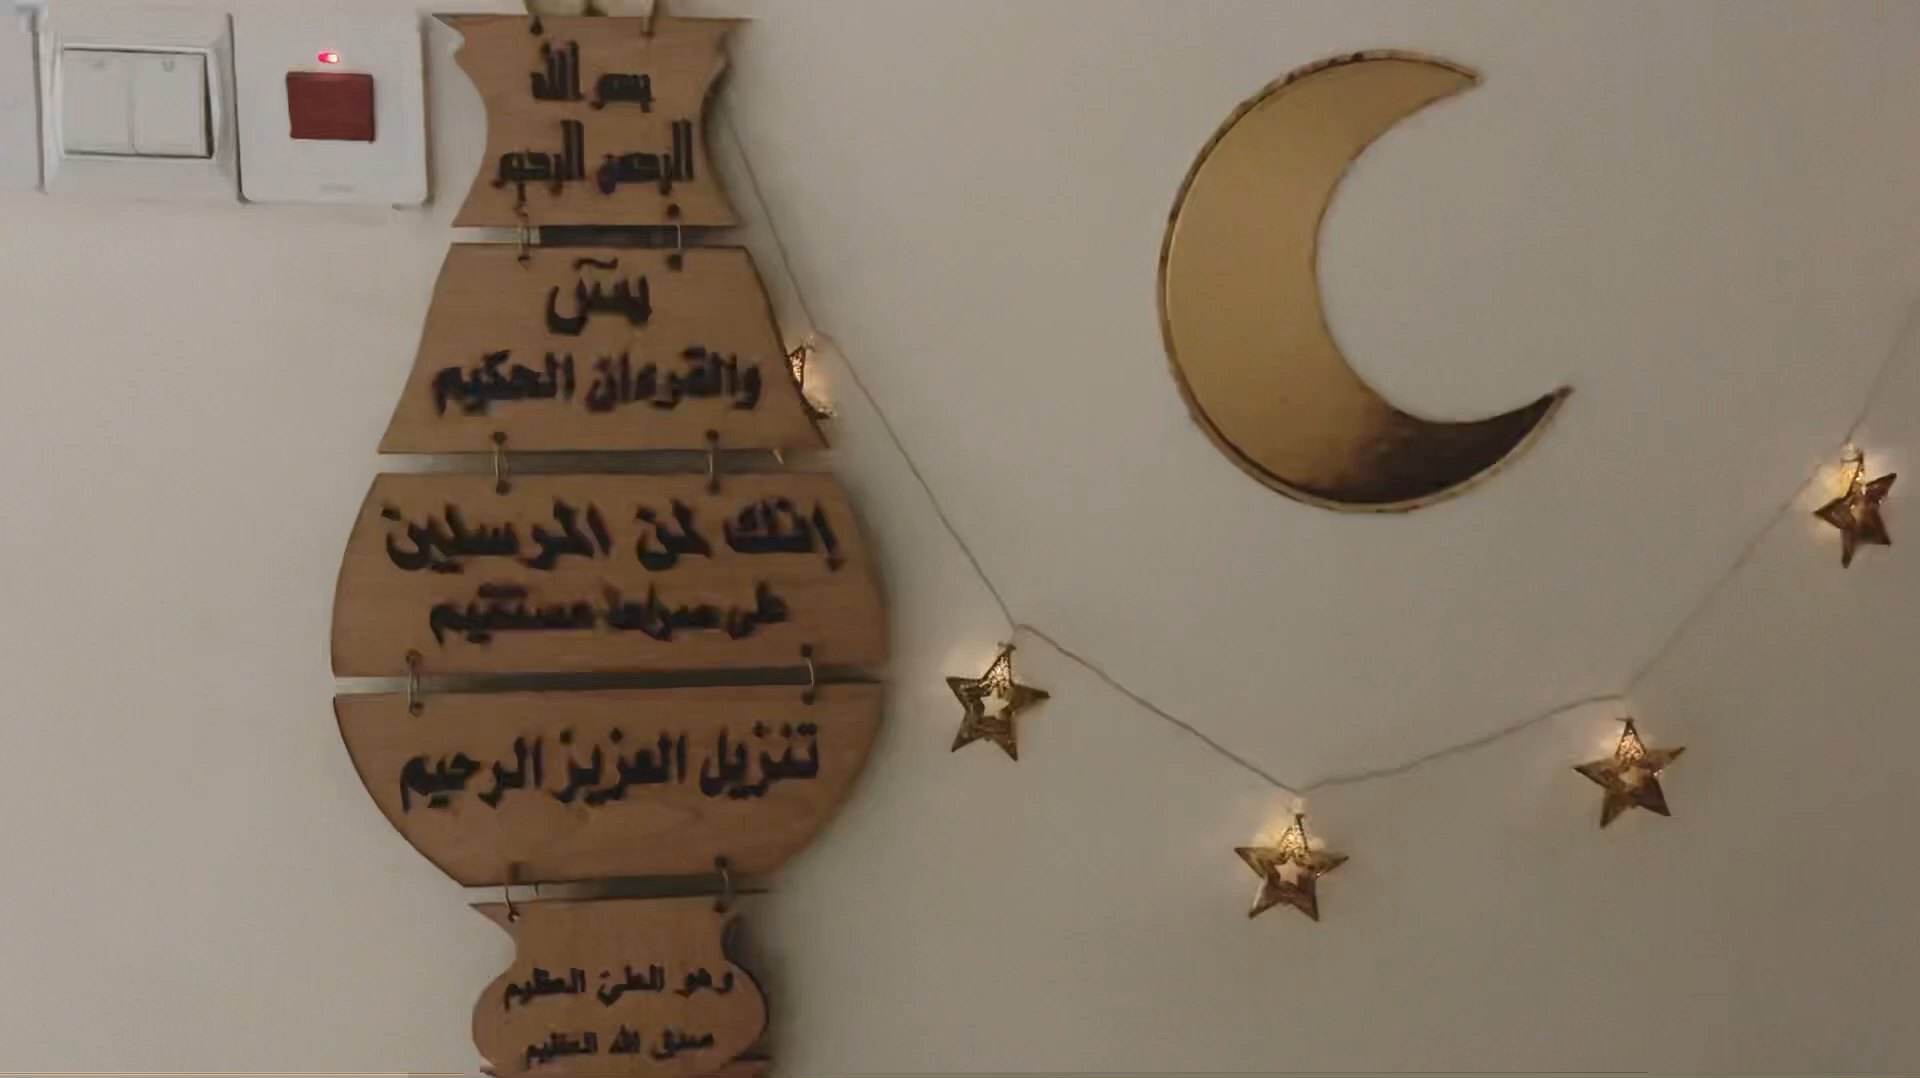 بسم الله
الرحمن الرحيم
يسٓ
والقرءان الحكيم
إنك لمن المرسلين
على صراط مستقيم
تنزيل العزيز الرحيم
وهو العلي العظيم
صدق الله العظيم